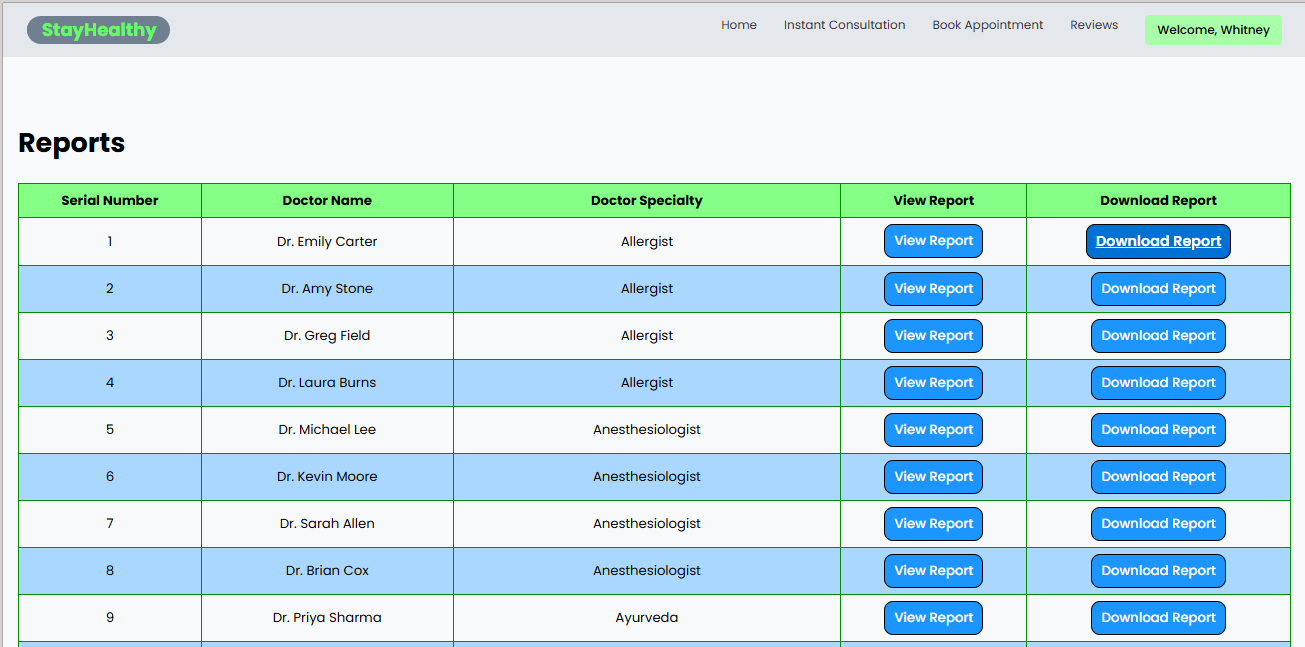 StayHealthy Home Instant Consultation Book Appointment Reviews Welcome, Whitney
Reports
Serial Number Doctor Name Doctor Specialty View Report Download Report
1 Dr. Emily Carter Allergist View Report Download Report
2 Dr. Amy Stone Allergist View Report Download Report
3 Dr. Greg Field Allergist View Report Download Report
4 Dr. Laura Burns Allergist View Report Download Report
5 Dr. Michael Lee Anesthesiologist View Report Download Report
6 Dr. Kevin Moore Anesthesiologist View Report Download Report
7 Dr. Sarah Allen Anesthesiologist View Report Download Report
8 Dr. Brian Cox Anesthesiologist View Report Download Report
9 Dr. Priya Sharma Ayurveda View Report Download Report